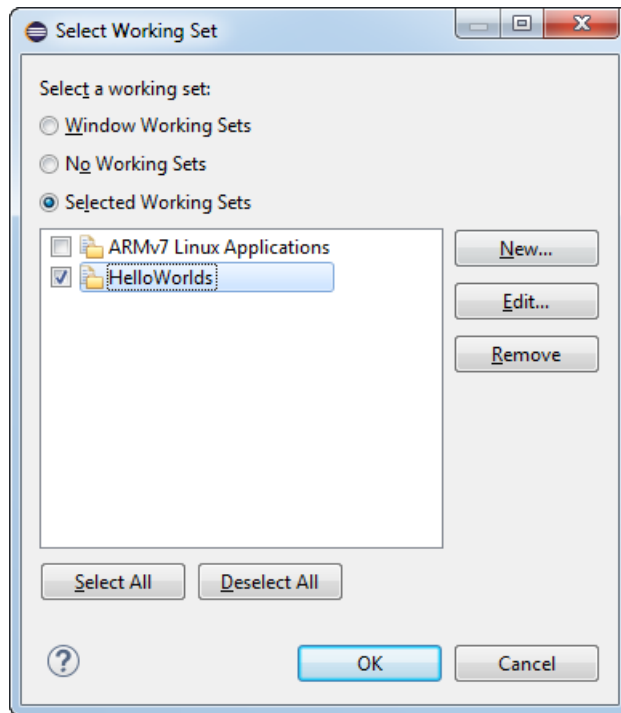 Select Working Set
Select a working set:
Window Working Sets
No Working Sets
Selected Working Sets
ARMv7 Linux Applications
HelloWorlds
New...
Edit...
Remove
Select All
Deselect All
?
OK
Cancel